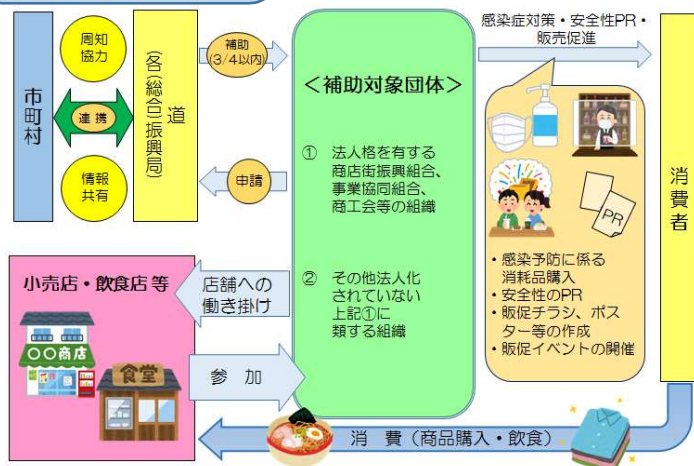 市町村
周知
協力
連携
情報
共有
道
(各(総合)振興局)
補助
(3/4以内)
申請
<補助対象団体>
① 法人格を有する
商店街振興組合、
事業協同組合、
商工会等の組織
② その他法人化
されていない
上記①に
類する組織
感染症対策・安全性PR・
販売促進
PR
・感染予防に係る
消耗品購入
・安全性のPR
・販促チラシ、ポス
ター等の作成
・販促イベントの開催
消費者
小売店・飲食店 等
〇〇商店
食堂
店舗への
働き掛け
参 加
消 費(商品購入・飲食)